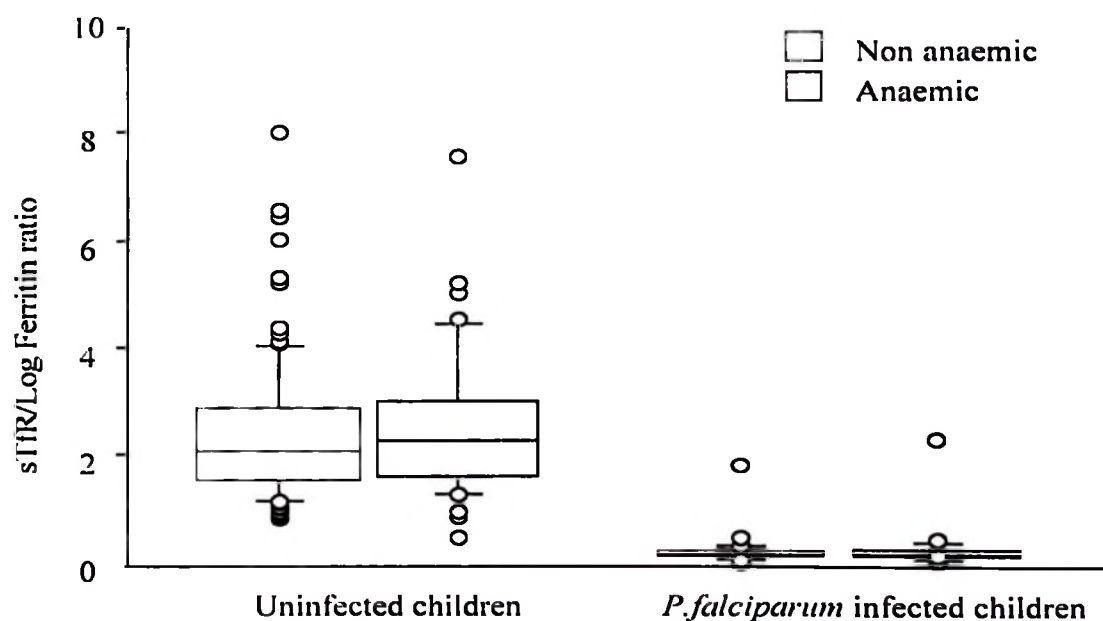 10
8
6
4
2
0
sTfR/Log Ferritin ratio
Non anaemic
Anaemic
Uninfected children
P.falciparum infected children